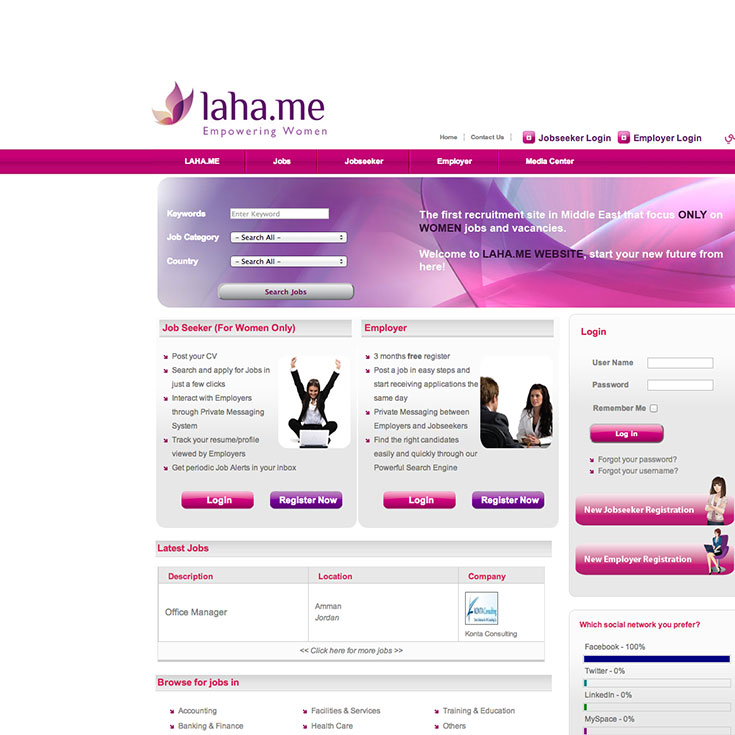 laha.me
Empowering Women
Home
Contact Us
Jobseeker Login
Employer Login
LAHA.ME
Jobs
Jobseeker
Employer
Media Center
Keywords
Enter Keyword
Job Category
– Search All –
Country
– Search All –
Search Jobs
The first recruitment site in Middle East that focus ONLY on
WOMEN jobs and vacancies.
Welcome to LAHA.ME WEBSITE, start your new future from
here!
Job Seeker (For Women Only)
Post your CV
Search and apply for Jobs in
just a few clicks
Interact with Employers
through Private Messaging
System
Track your resume/profile
viewed by Employers
Get periodic Job Alerts in your inbox
Login
Register Now
Employer
3 months free register
Post a job in easy steps and
start receiving applications the
same day
Private Messaging between
Employers and Jobseekers
Find the right candidates
easily and quickly through our
Powerful Search Engine
Login
Register Now
Login
User Name
Password
Remember Me
Log in
Forgot your password?
Forgot your username?
New Jobseeker Registration
New Employer Registration
Latest Jobs
Description
Location
Company
Office Manager
Amman
Jordan
Konta Consulting
<< Click here for more jobs >>
Browse for jobs in
Accounting
Facilities & Services
Training & Education
Banking & Finance
Health Care
Others
Which social network you prefer?
Facebook - 100%
Twitter - 0%
LinkedIn - 0%
MySpace - 0%